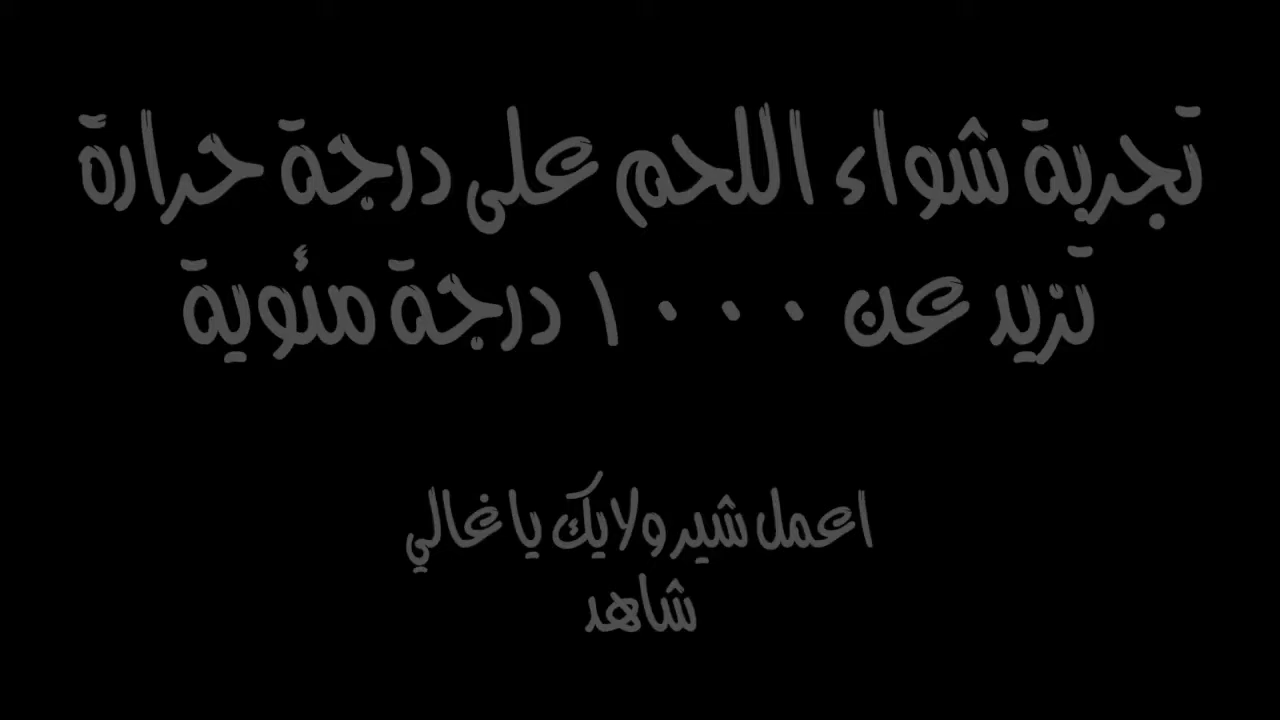 تجربة شواء اللحم على درجة حرارة
تزيد عن ١٠٠٠ درجة مئوية
اعمل شير ولايك يا غالي
شاهد